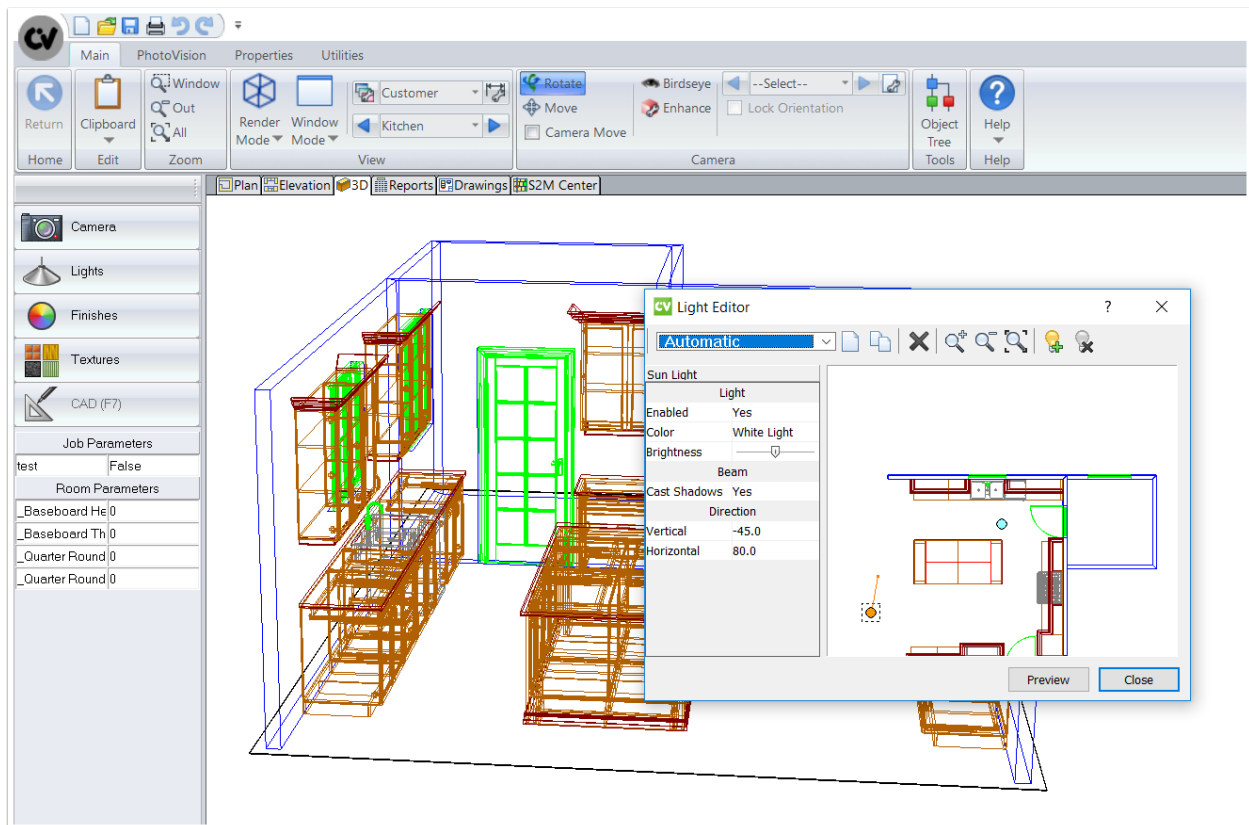 CV
Main PhotoVision Properties Utilities
Return
Home
Clipboard
Edit
Window
Out
All
Zoom
Render Mode
Window Mode
Customer
Kitchen
View
Rotate
Move
Camera Move
Birdseye
Enhance
--Select--
Lock Orientation
Camera
Object Tree
Tools
Help
Help
Plan Elevation 3D Reports Drawings S2M Center
Camera
Lights
Finishes
Textures
CAD (F7)
Job Parameters
test False
Room Parameters
_Baseboard He 0
_Baseboard Th 0
_Quarter Round 0
_Quarter Round 0
CV Light Editor ?
Automatic
Sun Light
Light
Enabled Yes
Color White Light
Brightness
Beam
Cast Shadows Yes
Direction
Vertical -45.0
Horizontal 80.0
Preview Close